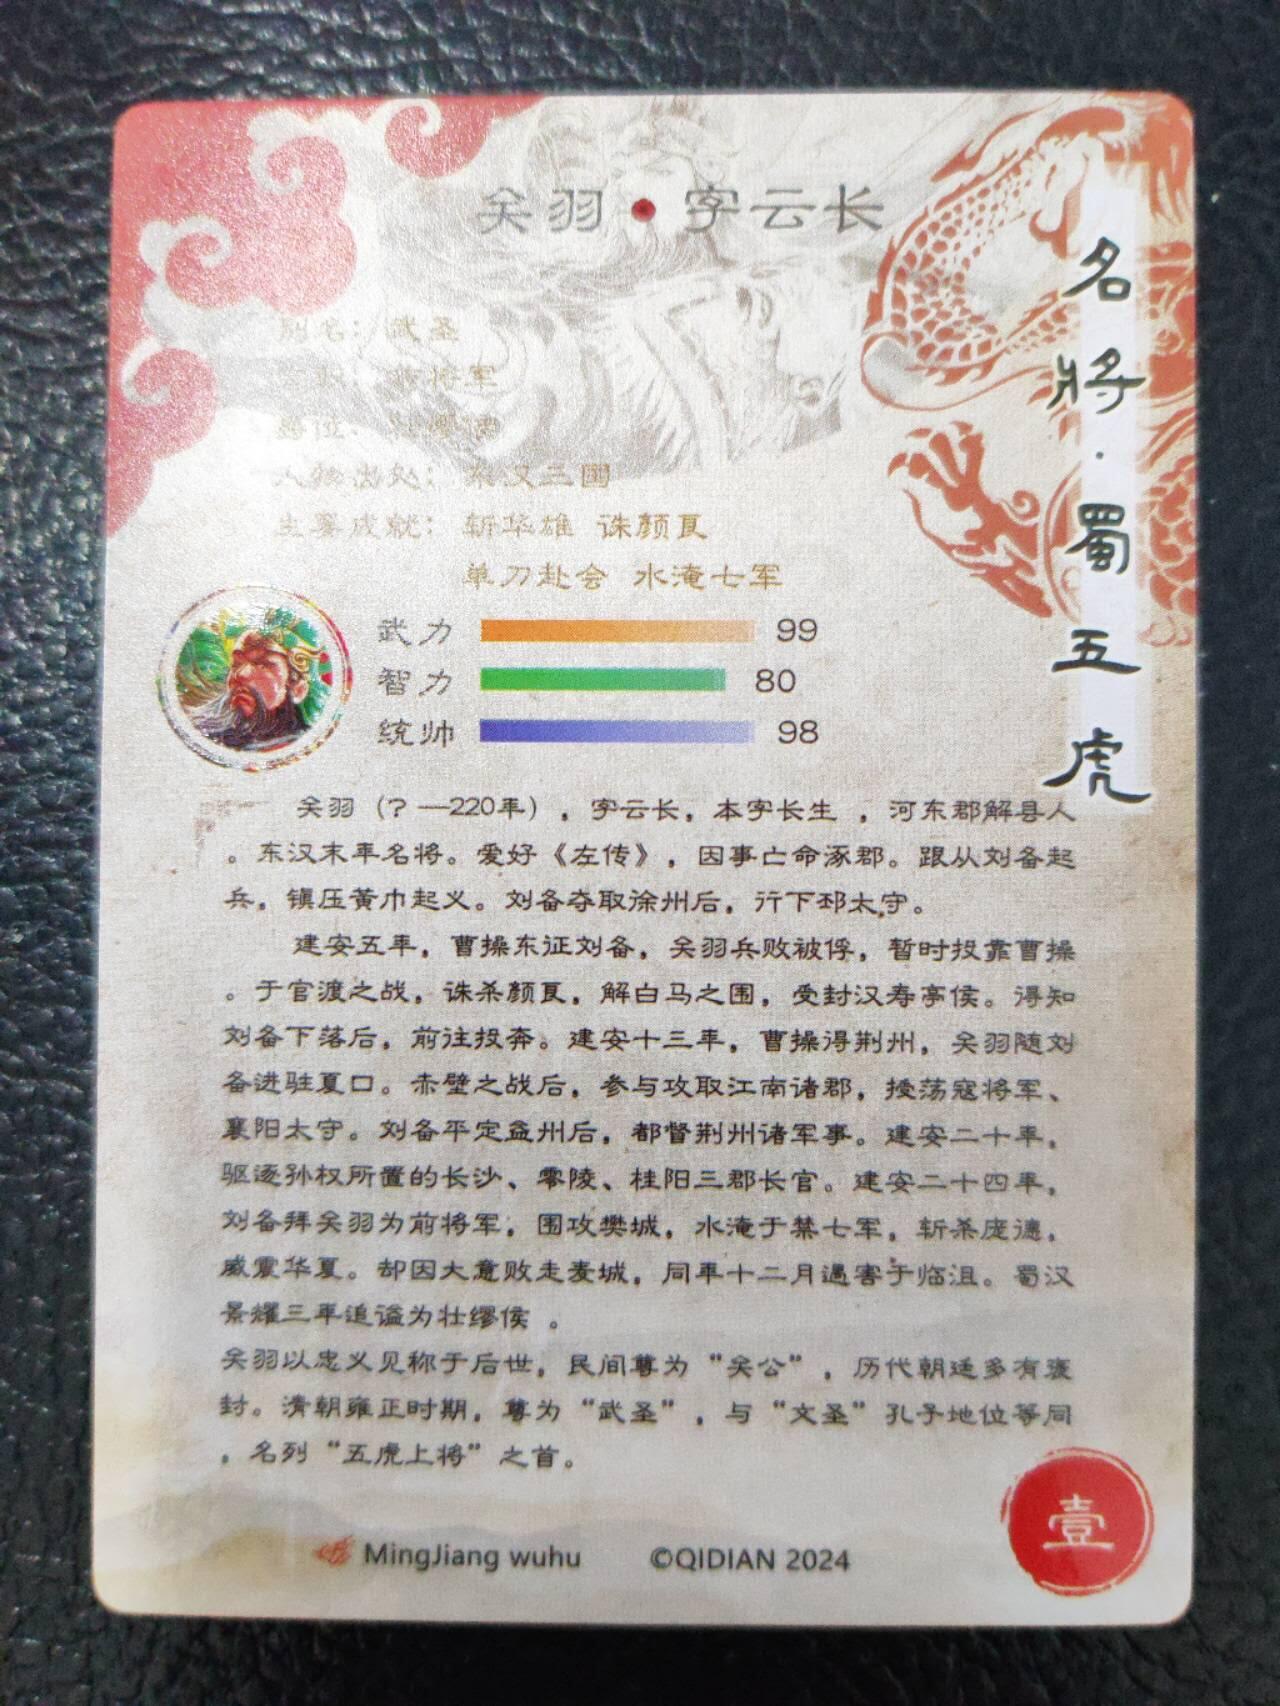 关羽•字云长
名将·蜀五虎
别名：武圣
官职：前将军
爵位：
人物出处：东汉三国
主要成就：斩华雄 诛颜良
单刀赴会 水淹七军
武力 99
智力 80
统帅 98
关羽（？—220年），字云长，本字长生 ，河东郡解县人
。东汉末年名将。爱好《左传》，因事亡命涿郡。跟从刘备起
兵，镇压黄巾起义。刘备夺取徐州后，行下邳太守。
建安五年，曹操东征刘备，关羽兵败被俘，暂时投靠曹操
。于官渡之战，诛杀颜良，解白马之围，受封汉寿亭侯。得知
刘备下落后，前往投奔。建安十三年，曹操得荆州，关羽随刘
备进驻夏口。赤壁之战后，参与攻取江南诸郡，授荡寇将军、
襄阳太守。刘备平定益州后，都督荆州诸军事。建安二十年，
驱逐孙权所置的长沙、零陵、桂阳三郡长官。建安二十四年，
刘备拜关羽为前将军，围攻樊城，水淹于禁七军，斩杀庞德，
威震华夏。却因大意败走麦城，同年十二月遇害于临沮。蜀汉
景耀三年追谥为壮缪侯 。
关羽以忠义见称于后世，民间尊为“关公”，历代朝廷多有褒
封。清朝雍正时期，尊为“武圣”，与“文圣”孔子地位等同
，名列“五虎上将”之首。
MingJiang wuhu ©QIDIAN 2024
壹